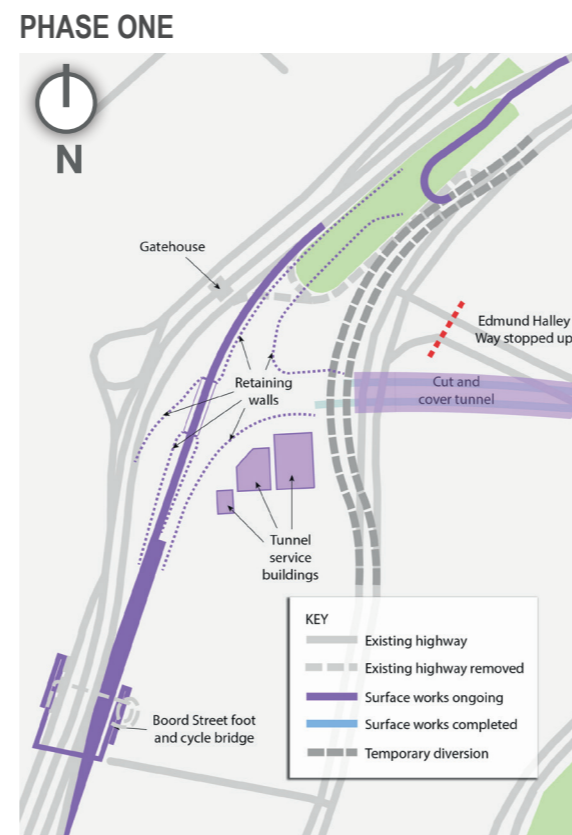 PHASE ONE
N
Gatehouse
Edmund Halley
Way stopped up
Retaining
walls
Cut and
cover tunnel
Tunnel
service
buildings
Boord Street foot
and cycle bridge
KEY
Existing highway
Existing highway removed
Surface works ongoing
Surface works completed
Temporary diversion